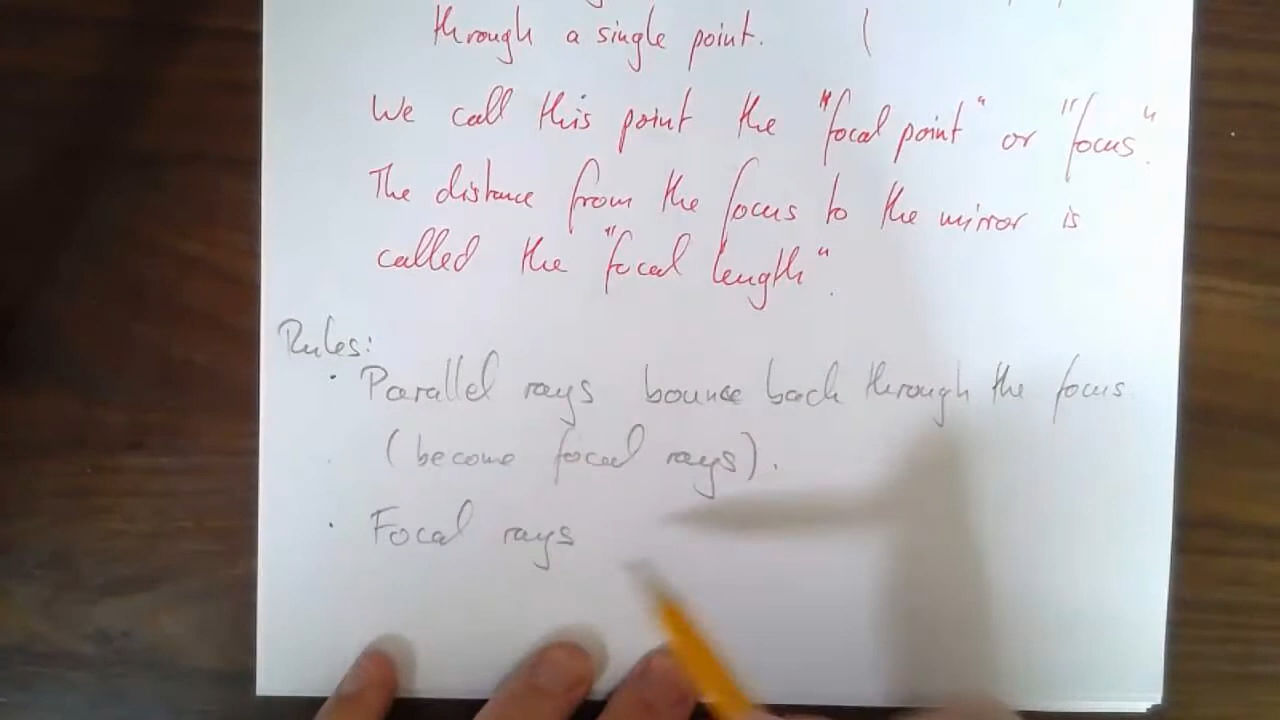 through a single point.
We call this point the "focal point" or "focus".
The distance from the focus to the mirror is
called the "focal length".
Rules:
· Parallel rays bounce back through the focus
(become focal rays).
· Focal rays